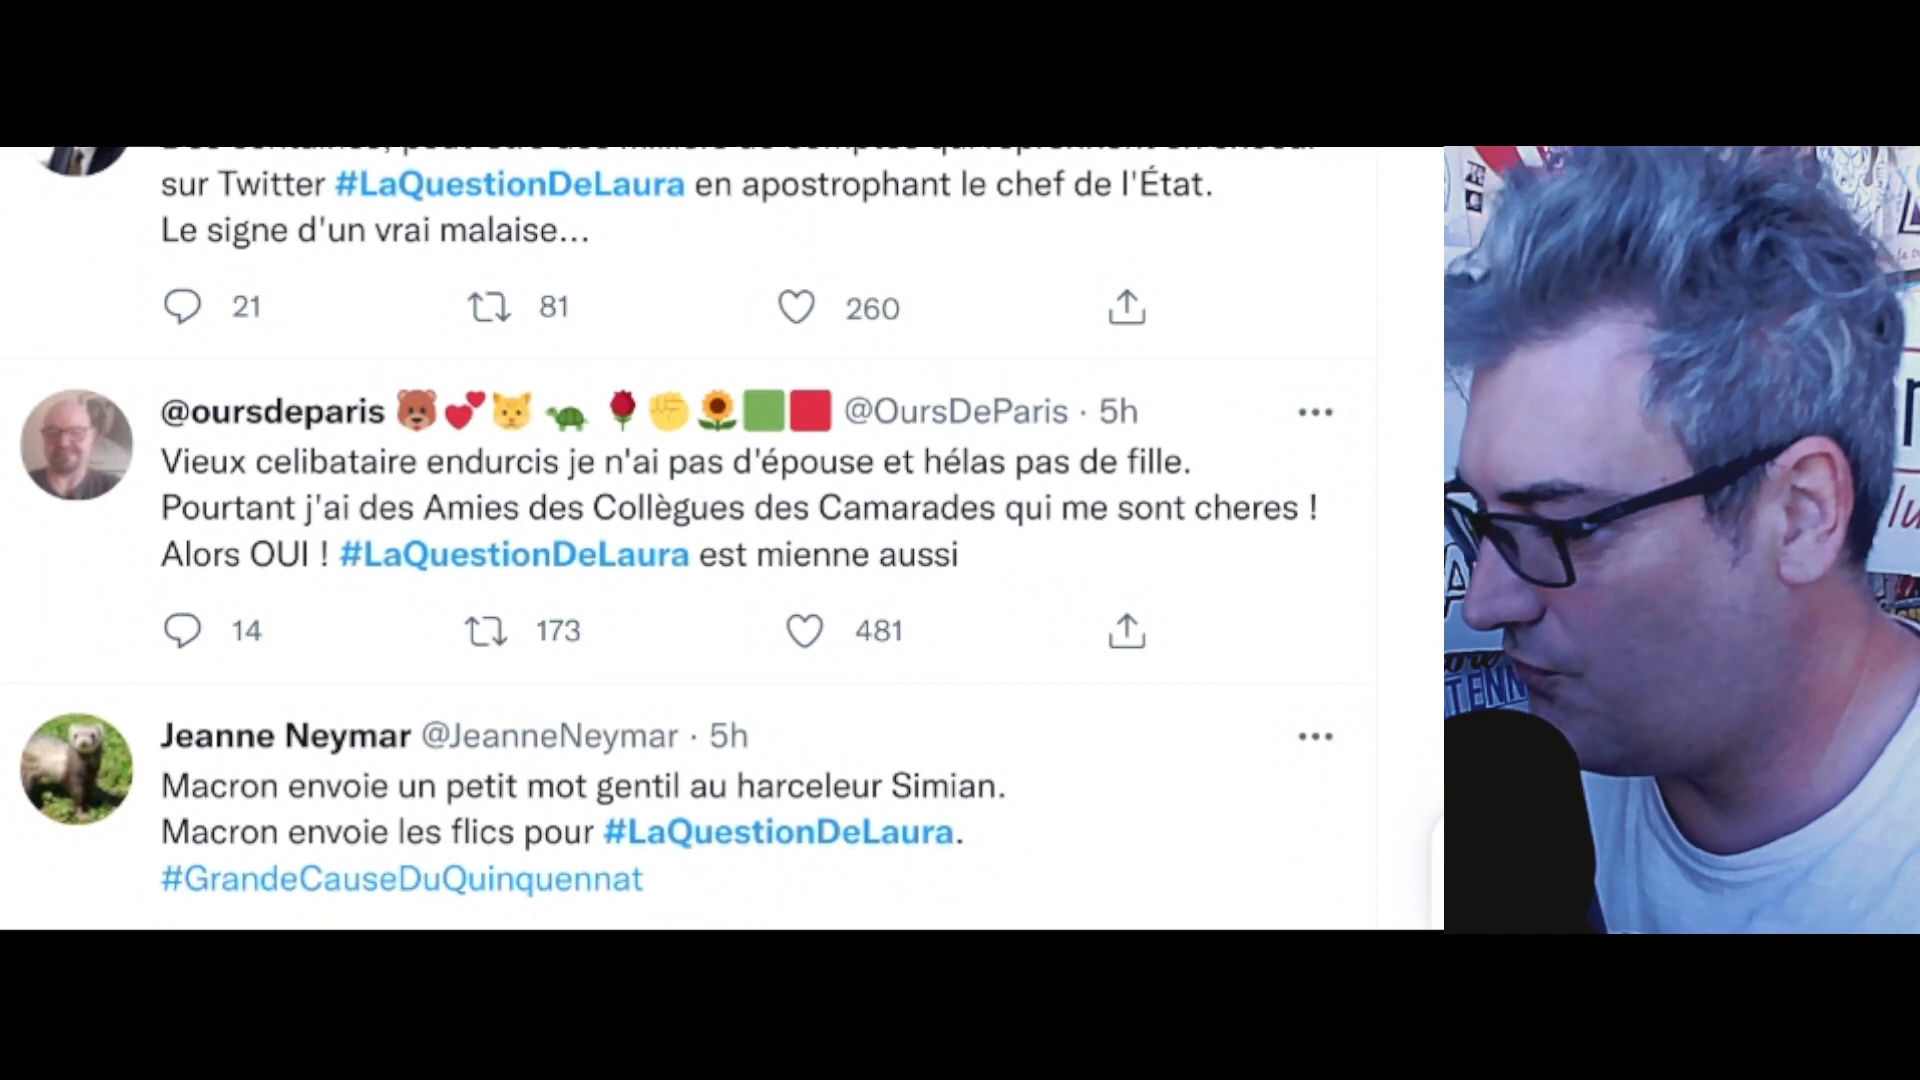 sur Twitter #LaQuestionDeLaura en apostrophant le chef de l'État.
Le signe d'un vrai malaise...
21 81 260
@oursdeparis 🐻💕🐱🐢🌹✊🌻🟩🟥 @OursDeParis · 5h
Vieux celibataire endurcis je n'ai pas d'épouse et hélas pas de fille.
Pourtant j'ai des Amies des Collègues des Camarades qui me sont cheres !
Alors OUI ! #LaQuestionDeLaura est mienne aussi
14 173 481
Jeanne Neymar @JeanneNeymar · 5h
Macron envoie un petit mot gentil au harceleur Simian.
Macron envoie les flics pour #LaQuestionDeLaura.
#GrandeCauseDuQuinquennat